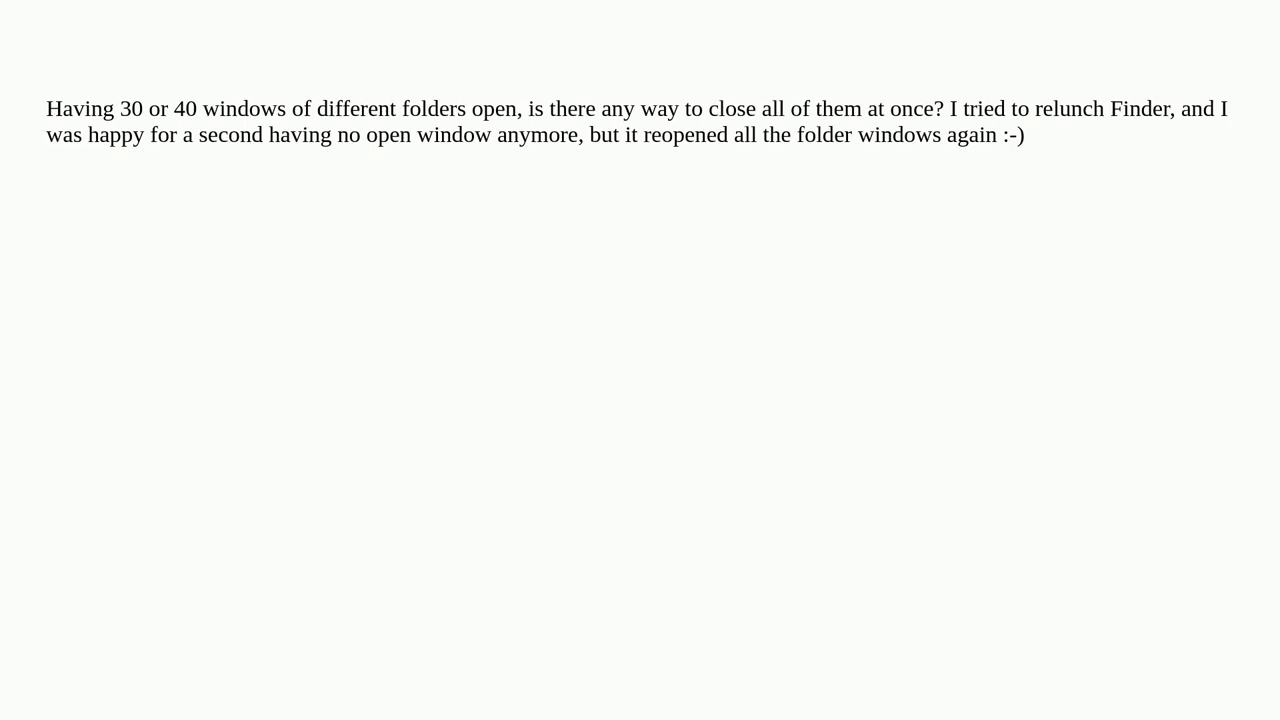 Having 30 or 40 windows of different folders open, is there any way to close all of them at once? I tried to relunch Finder, and I
was happy for a second having no open window anymore, but it reopened all the folder windows again :-)